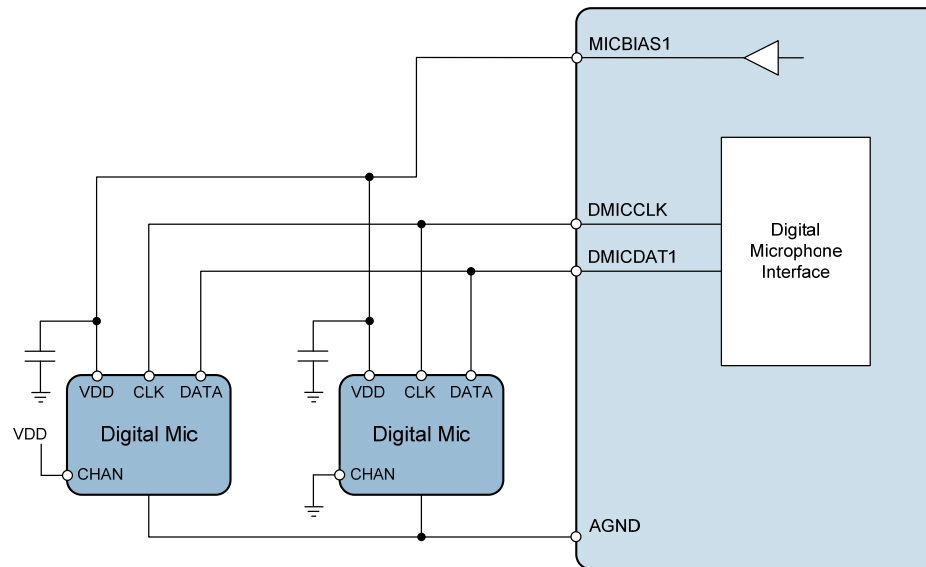 MICBIAS1
DMICCLK
DMICDAT1
Digital
Microphone
Interface
VDD CLK DATA
Digital Mic
VDD
CHAN
VDD CLK DATA
Digital Mic
CHAN
AGND